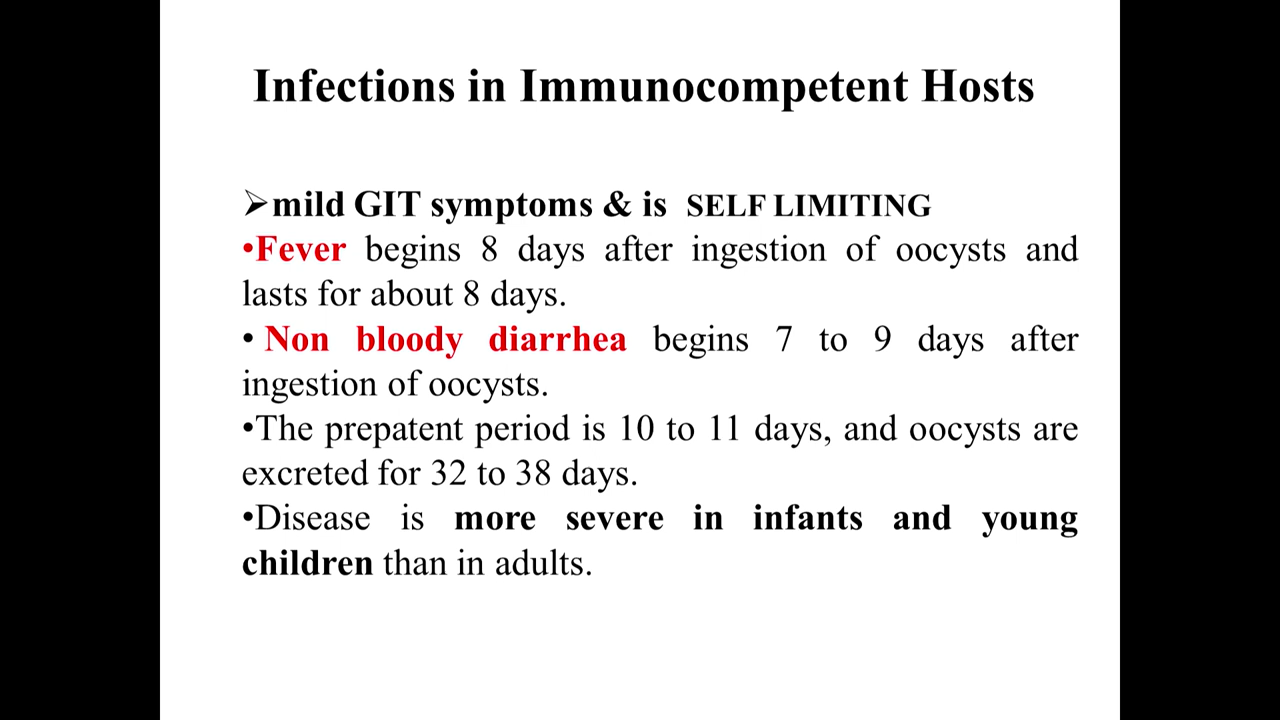 Infections in Immunocompetent Hosts
➢mild GIT symptoms & is SELF LIMITING
•Fever begins 8 days after ingestion of oocysts and
lasts for about 8 days.
• Non bloody diarrhea begins 7 to 9 days after
ingestion of oocysts.
•The prepatent period is 10 to 11 days, and oocysts are
excreted for 32 to 38 days.
•Disease is more severe in infants and young
children than in adults.